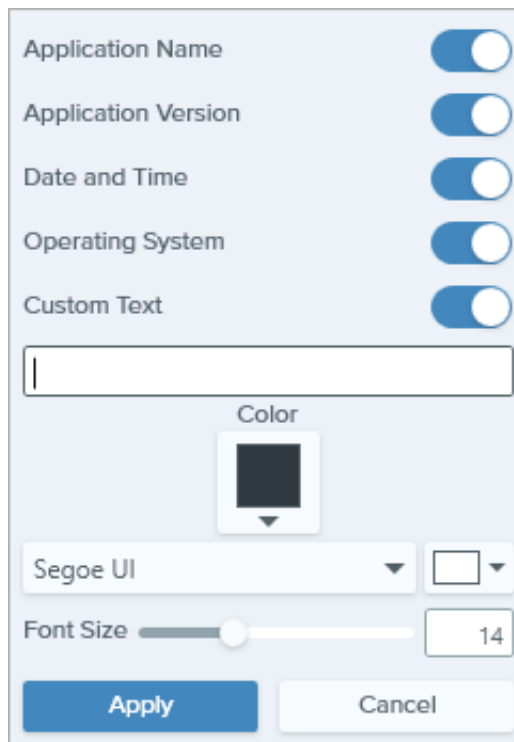 Application Name
Application Version
Date and Time
Operating System
Custom Text
Color
Segoe UI
Font Size 14
Apply Cancel